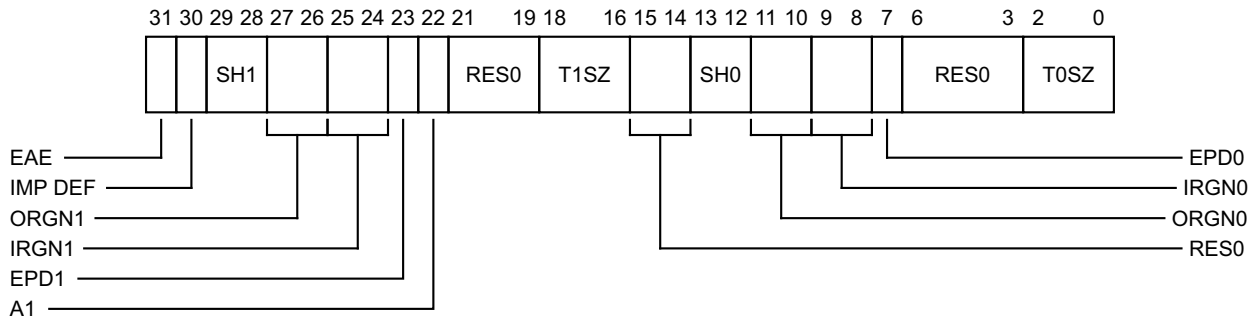 31 30 29 28 27 26 25 24 23 22 21 19 18 16 15 14 13 12 11 10 9 8 7 6 3 2 0
SH1 RES0 T1SZ SH0 RES0 T0SZ
EAE EPD0
IMP DEF IRGN0
ORGN1 ORGN0
IRGN1 RES0
EPD1
A1